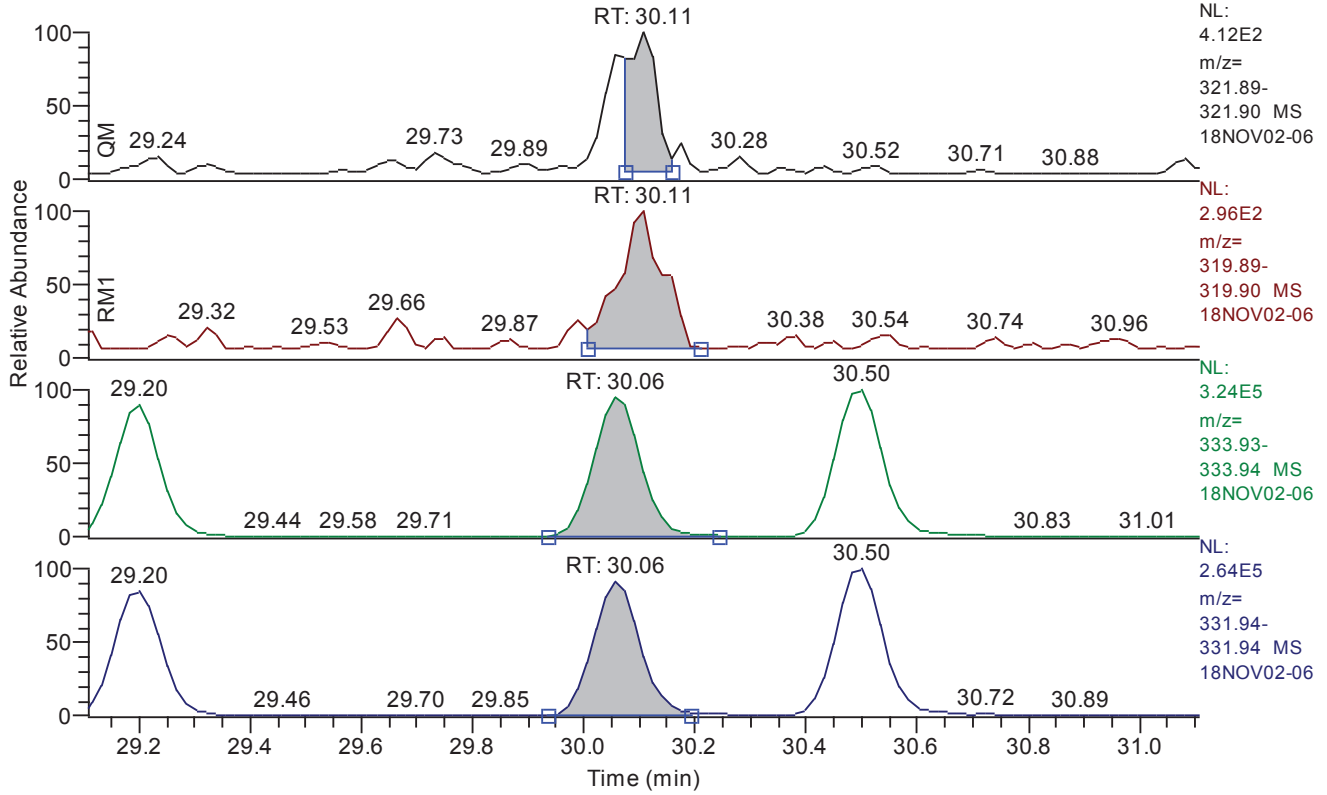 Relative Abundance
RT: 30.11
100
50
0
QM
29.24
29.73
29.89
30.28
30.52
30.71
30.88
NL:
4.12E2
m/z=
321.89-
321.90 MS
18NOV02-06
RT: 30.11
100
50
0
RM1
29.32
29.53
29.66
29.87
30.38
30.54
30.74
30.96
NL:
2.96E2
m/z=
319.89-
319.90 MS
18NOV02-06
RT: 30.06
100
50
0
29.20
29.44
29.58
29.71
30.50
30.83
31.01
NL:
3.24E5
m/z=
333.93-
333.94 MS
18NOV02-06
RT: 30.06
100
50
0
29.20
29.46
29.70
29.85
30.50
30.72
30.89
NL:
2.64E5
m/z=
331.94-
331.94 MS
18NOV02-06
29.2 29.4 29.6 29.8 30.0 30.2 30.4 30.6 30.8 31.0
Time (min)